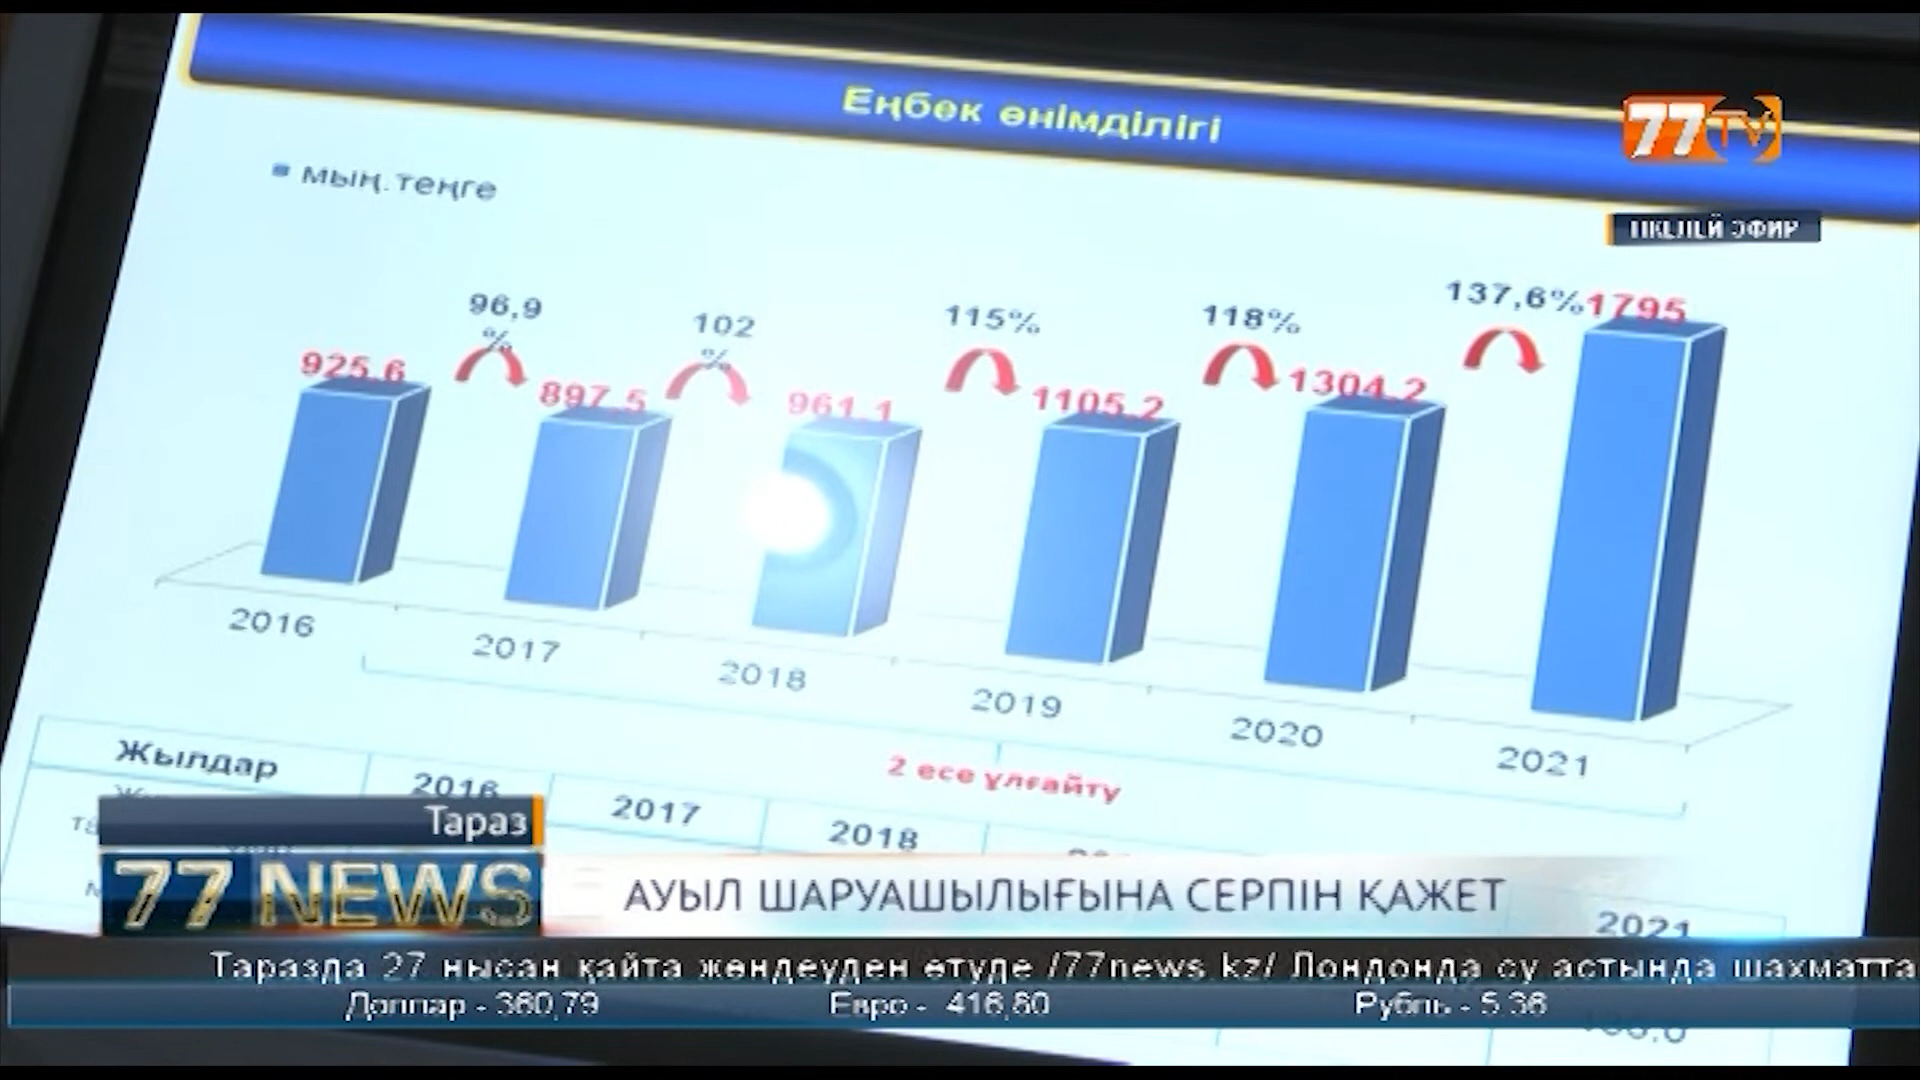 Еңбек өнімділігі
77TV
ТІКЕЛЕЙ ЭФИР
мың.теңге
96,9 %
102 %
115%
118%
137,6%
925,6
897,5
961,1
1105,2
1304,2
1795
2016
2017
2018
2019
2020
2021
2 есе ұлғайту
Жылдар
2016
2017
2018
2021
Тараз
77 NEWS
АУЫЛ ШАРУАШЫЛЫҒЫНА СЕРПІН ҚАЖЕТ
Таразда 27 нысан қайта жөндеуден өтуде /77news.kz/ Лондонда су астында шахматта
Доллар - 360,79
Евро - 416,80
Рубль - 5.36